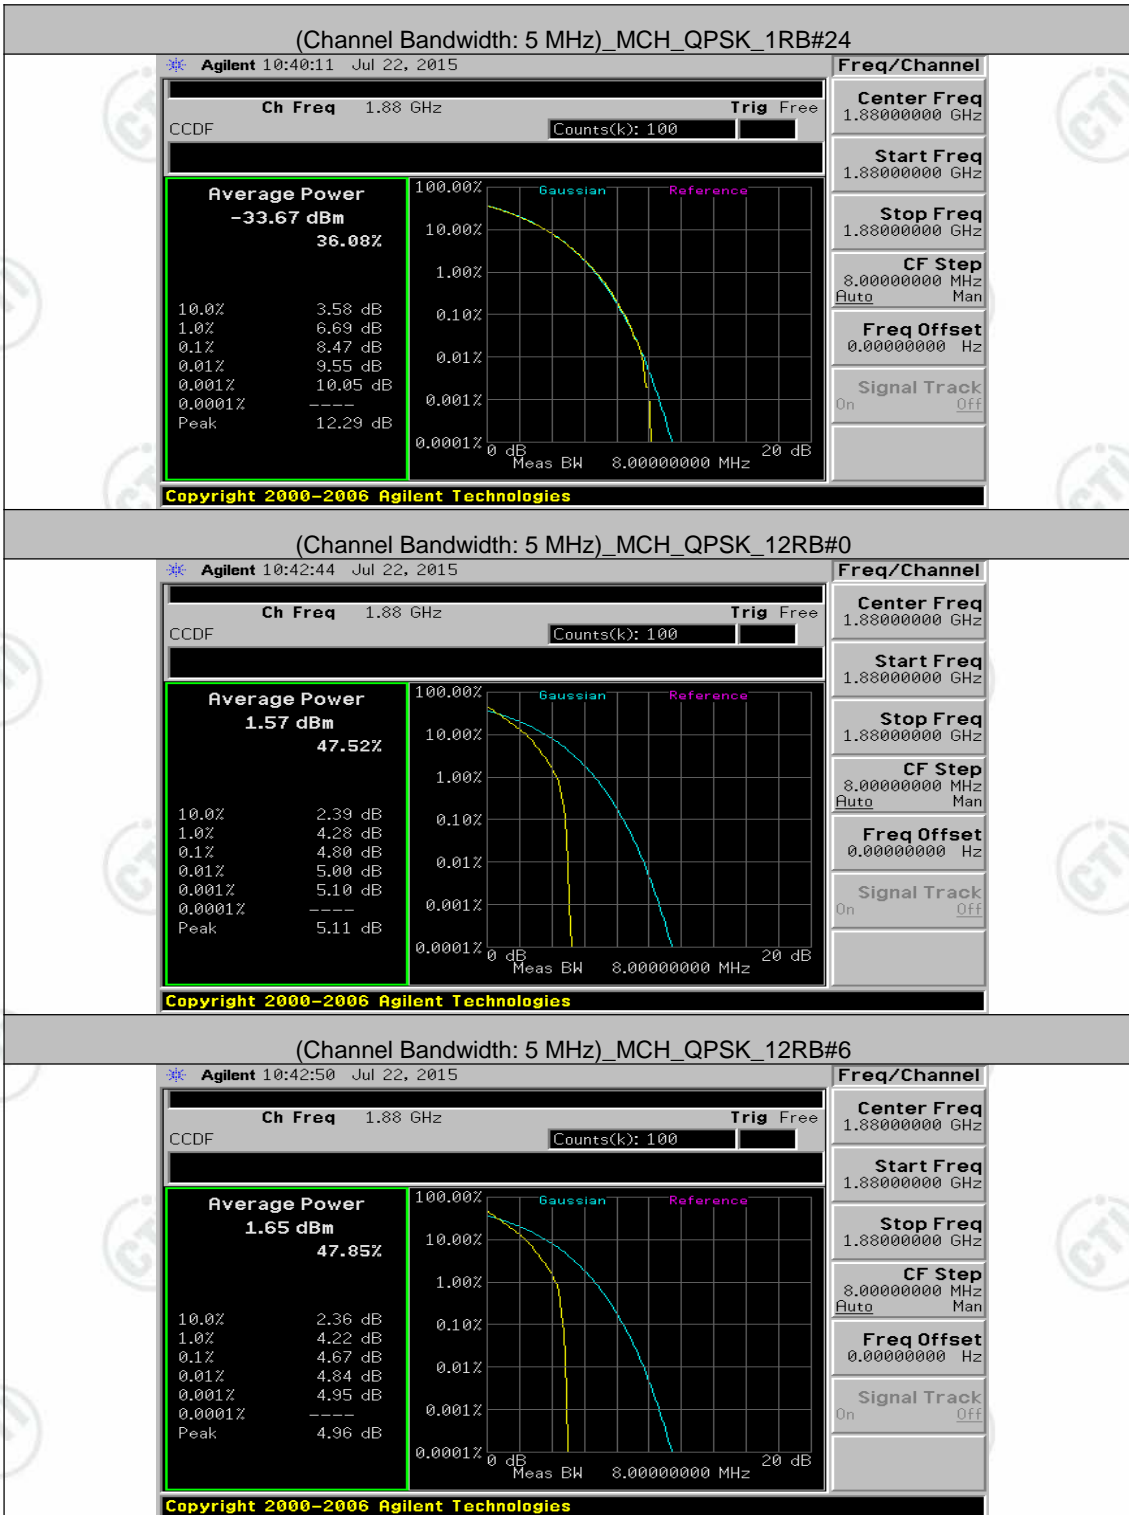 (Channel Bandwidth: 5 MHz)_MCH_QPSK_1RB#24
Agilent 10:40:11 Jul 22, 2015
Freq/Channel
Ch Freq 1.88 GHz Trig Free
CCDF Counts(k): 100
Average Power
-33.67 dBm
36.08%
10.0% 3.58 dB
1.0% 6.69 dB
0.1% 8.47 dB
0.01% 9.55 dB
0.001% 10.05 dB
0.0001% ----
Peak 12.29 dB
Gaussian Reference
100.00%
10.00%
1.00%
0.10%
0.01%
0.001%
0.0001%
0 dB 20 dB
Meas BW 8.00000000 MHz
Center Freq
1.88000000 GHz
Start Freq
1.88000000 GHz
Stop Freq
1.88000000 GHz
CF Step
8.00000000 MHz
Auto Man
Freq Offset
0.00000000 Hz
Signal Track
On Off
Copyright 2000-2006 Agilent Technologies
(Channel Bandwidth: 5 MHz)_MCH_QPSK_12RB#0
Agilent 10:42:44 Jul 22, 2015
Freq/Channel
Ch Freq 1.88 GHz Trig Free
CCDF Counts(k): 100
Average Power
1.57 dBm
47.52%
10.0% 2.39 dB
1.0% 4.28 dB
0.1% 4.80 dB
0.01% 5.00 dB
0.001% 5.10 dB
0.0001% ----
Peak 5.11 dB
Gaussian Reference
100.00%
10.00%
1.00%
0.10%
0.01%
0.001%
0.0001%
0 dB 20 dB
Meas BW 8.00000000 MHz
Center Freq
1.88000000 GHz
Start Freq
1.88000000 GHz
Stop Freq
1.88000000 GHz
CF Step
8.00000000 MHz
Auto Man
Freq Offset
0.00000000 Hz
Signal Track
On Off
Copyright 2000-2006 Agilent Technologies
(Channel Bandwidth: 5 MHz)_MCH_QPSK_12RB#6
Agilent 10:42:50 Jul 22, 2015
Freq/Channel
Ch Freq 1.88 GHz Trig Free
CCDF Counts(k): 100
Average Power
1.65 dBm
47.85%
10.0% 2.36 dB
1.0% 4.22 dB
0.1% 4.67 dB
0.01% 4.84 dB
0.001% 4.95 dB
0.0001% ----
Peak 4.96 dB
Gaussian Reference
100.00%
10.00%
1.00%
0.10%
0.01%
0.001%
0.0001%
0 dB 20 dB
Meas BW 8.00000000 MHz
Center Freq
1.88000000 GHz
Start Freq
1.88000000 GHz
Stop Freq
1.88000000 GHz
CF Step
8.00000000 MHz
Auto Man
Freq Offset
0.00000000 Hz
Signal Track
On Off
Copyright 2000-2006 Agilent Technologies
CTI
CTI
CTI
CTI
CTI
CTI
CTI
CTI